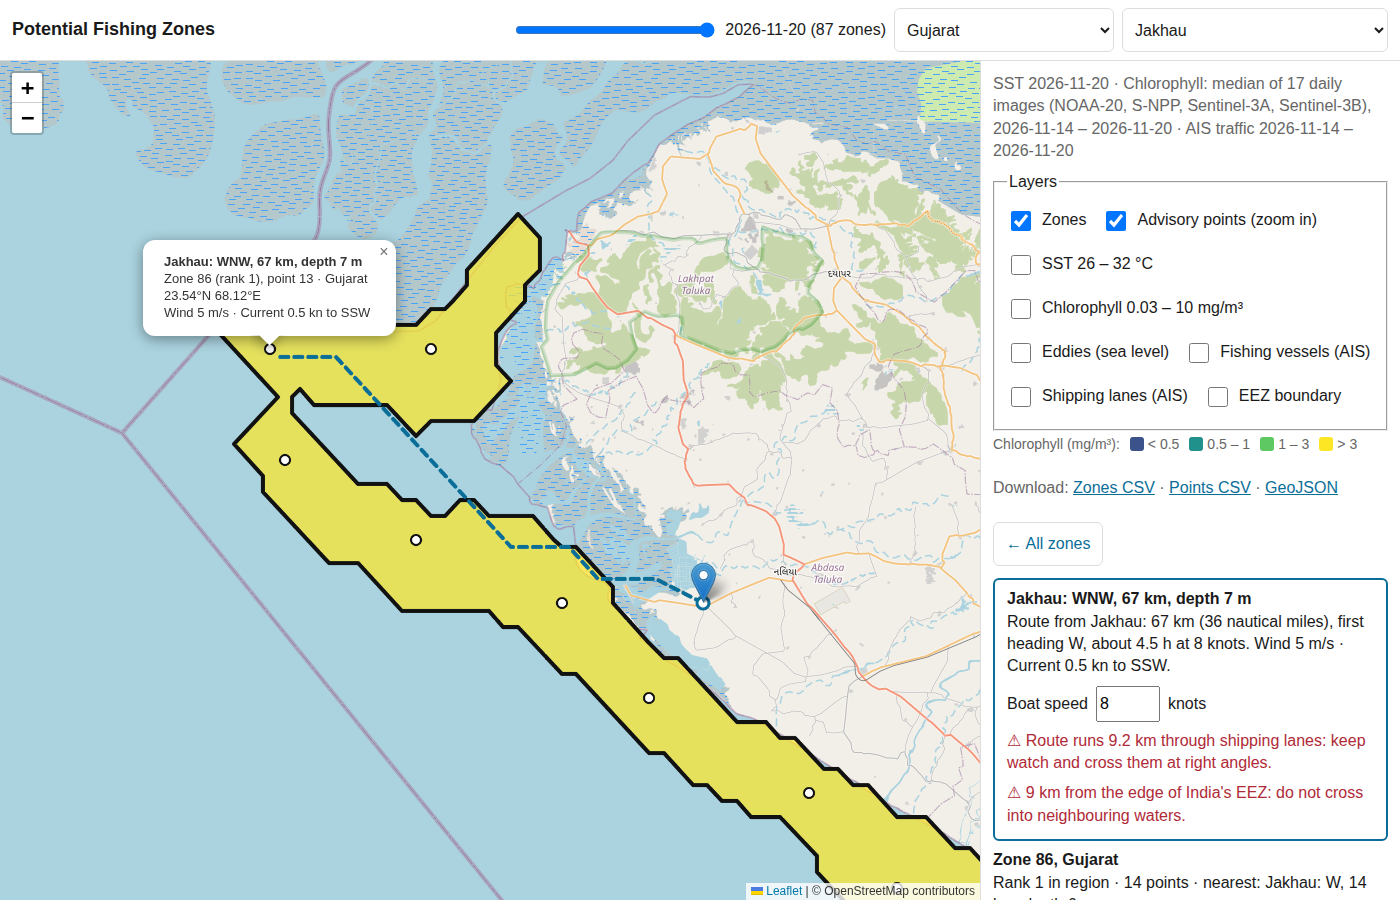 Potential Fishing Zones
2026-11-20 (87 zones)
Gujarat
Jakhau
+
−
Jakhau: WNW, 67 km, depth 7 m
×
Zone 86 (rank 1), point 13 · Gujarat
23.54°N 68.12°E
Wind 5 m/s · Current 0.5 kn to SSW
Lakhpat
Taluka
દયાપર
નલિયા
Abdasa
Taluka
Leaflet | © OpenStreetMap contributors
SST 2026-11-20 · Chlorophyll: median of 17 daily
images (NOAA-20, S-NPP, Sentinel-3A, Sentinel-3B),
2026-11-14 – 2026-11-20 · AIS traffic 2026-11-14 –
2026-11-20
Layers
Zones
Advisory points (zoom in)
SST 26 – 32 °C
Chlorophyll 0.03 – 10 mg/m³
Eddies (sea level)
Fishing vessels (AIS)
Shipping lanes (AIS)
EEZ boundary
Chlorophyll (mg/m³): < 0.5 0.5 – 1 1 – 3 > 3
Download: Zones CSV · Points CSV · GeoJSON
← All zones
Jakhau: WNW, 67 km, depth 7 m
Route from Jakhau: 67 km (36 nautical miles), first
heading W, about 4.5 h at 8 knots. Wind 5 m/s ·
Current 0.5 kn to SSW.
Boat speed 8 knots
⚠ Route runs 9.2 km through shipping lanes: keep
watch and cross them at right angles.
⚠ 9 km from the edge of India's EEZ: do not cross
into neighbouring waters.
Zone 86, Gujarat
Rank 1 in region · 14 points · nearest: Jakhau: W, 14